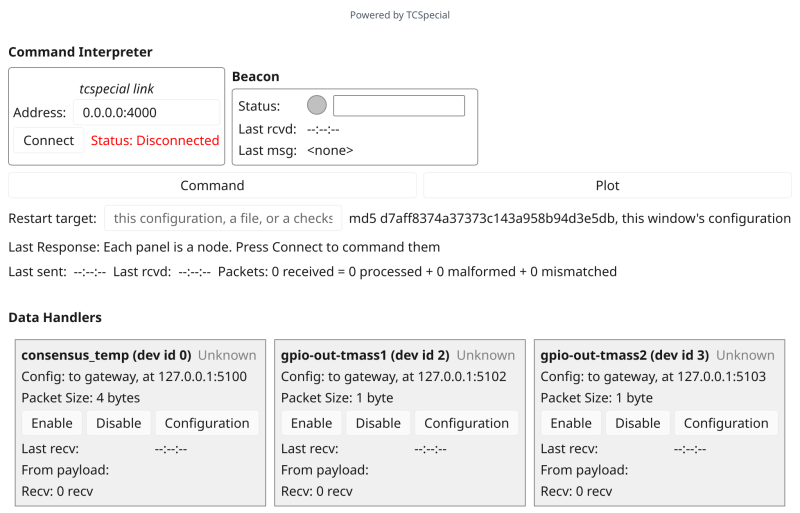 Powered by TCSpecial
Command Interpreter
tcspecial link
Address: 0.0.0.0:4000
Connect Status: Disconnected
Beacon
Status:
Last rcvd: --:--:--
Last msg: <none>
Command Plot
Restart target: this configuration, a file, or a checks md5 d7aff8374a37373c143a958b94d3e5db, this window's configuration
Last Response: Each panel is a node. Press Connect to command them
Last sent: --:--:-- Last rcvd: --:--:-- Packets: 0 received = 0 processed + 0 malformed + 0 mismatched
Data Handlers
consensus_temp (dev id 0) Unknown
Config: to gateway, at 127.0.0.1:5100
Packet Size: 4 bytes
Enable Disable Configuration
Last recv: --:--:--
From payload:
Recv: 0 recv
gpio-out-tmass1 (dev id 2) Unknown
Config: to gateway, at 127.0.0.1:5102
Packet Size: 1 byte
Enable Disable Configuration
Last recv: --:--:--
From payload:
Recv: 0 recv
gpio-out-tmass2 (dev id 3) Unknown
Config: to gateway, at 127.0.0.1:5103
Packet Size: 1 byte
Enable Disable Configuration
Last recv: --:--:--
From payload:
Recv: 0 recv